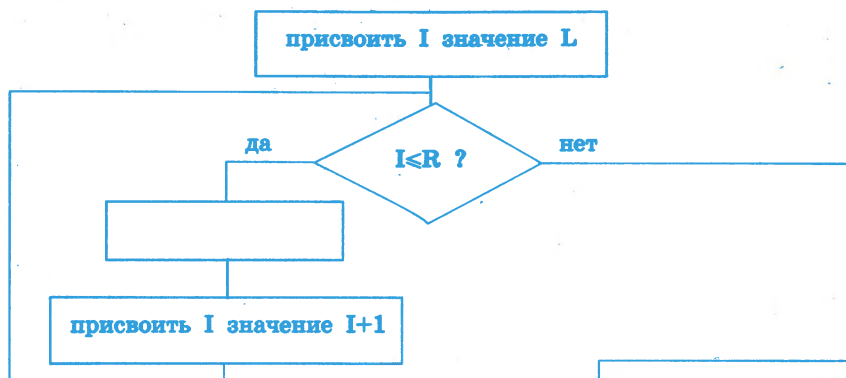 присвоить I значение L
да
I≤R ?
нет
присвоить I значение I+1